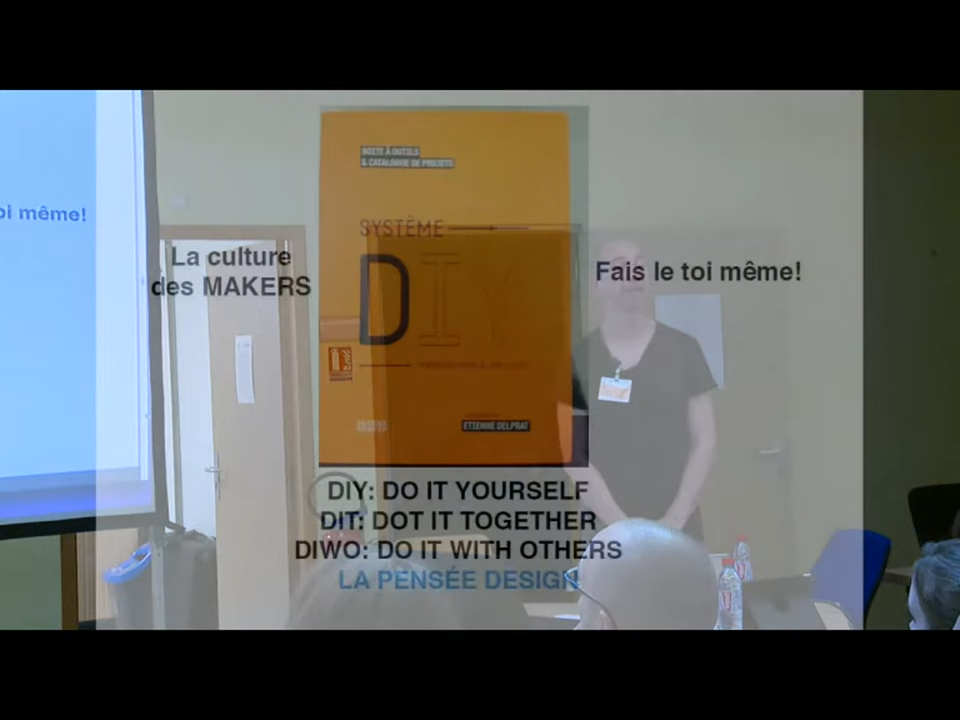 oi même!
BOITE À OUTILS
& CATALOGUE DE PROJETS
SYSTÈME
DIY
La culture
des MAKERS
Fais le toi même!
ETIENNE DELPRAT
DIY: DO IT YOURSELF
DIT: DOT IT TOGETHER
DIWO: DO IT WITH OTHERS
LA PENSÉE DESIGN